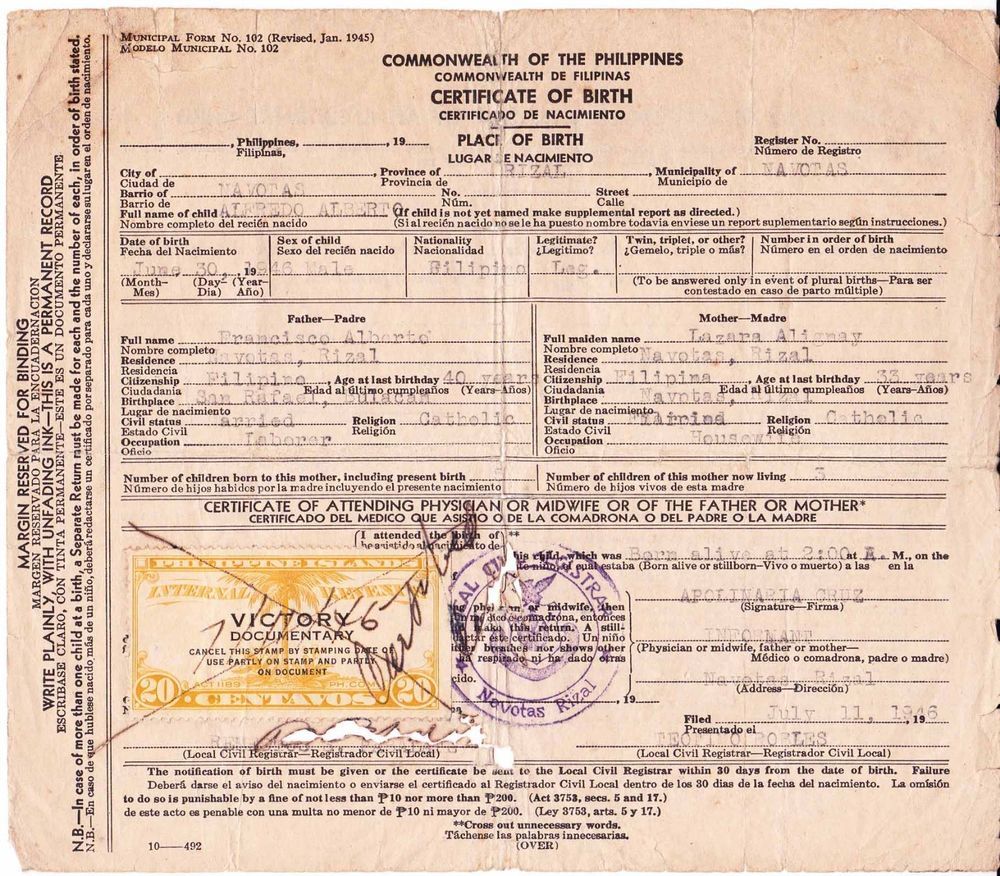 MUNICIPAL FORM No. 102 (Revised, Jan. 1945)
MODELO MUNICIPAL No. 102
COMMONWEALTH OF THE PHILIPPINES
COMMONWEALTH DE FILIPINAS
CERTIFICATE OF BIRTH
CERTIFICADO DE NACIMIENTO
, Philippines, , 19
Filipinas,
PLACE OF BIRTH
LUGAR DE NACIMIENTO
Register No.
Número de Registro
City of , Province of RIZAL , Municipality of NAVOTAS
Ciudad de Provincia de Municipio de
Barrio of NAVOTAS No. Street
Barrio de Núm. Calle
Full name of child ALFREDO ALBERTO (If child is not yet named make supplemental report as directed.)
Nombre completo del recién nacido (Si al recién nacido no se le ha puesto nombre todavia enviese un report suplementario según instrucciones.)
Date of birth Sex of child Nationality Legitimate? Twin, triplet, or other? Number in order of birth
Fecha del Nacimiento Sexo del recién nacido Nacionalidad ¿Legítimo? ¿Gemelo, triple o más? Número en el orden de nacimiento
June 30, 1946 Male Filipino Leg.
(Month- (Day- (Year- (To be answered only in event of plural births—Para ser
Mes) Dia) Año) contestado en caso de parto múltiple)
Father—Padre Mother—Madre
Full name Francisco Alberto Full maiden name Lazara Alignay
Nombre completo Nombre completo
Residence Navotas, Rizal Residence Navotas, Rizal
Residencia Residencia
Citizenship Filipino , Age at last birthday 40 years Citizenship Filipina , Age at last birthday 33 years
Ciudadanía Edad al último cumpleaños (Years-Años) Ciudadanía Edad al último cumpleaños (Years-Años)
Birthplace San Rafael, Bulacan Birthplace Navotas, Rizal
Lugar de nacimiento Lugar de nacimiento
Civil status arried Religion Catholic Civil status Married Religion Catholic
Estado Civil Religión Estado Civil Religión
Occupation Laborer Occupation Housewife
Oficio Oficio
Number of children born to this mother, including present birth Number of children of this mother now living 3
Número de hijos habidos por la madre incluyendo el presente nacimiento Número de hijos vivos de esta madre
CERTIFICATE OF ATTENDING PHYSICIAN OR MIDWIFE OR OF THE FATHER OR MOTHER*
CERTIFICADO DEL MEDICO QUE ASISTIO O DE LA COMADRONA O DEL PADRE O LA MADRE
{I attended the birth of} **
he asistido al nacimiento de
his child, which was Born alive at 2:00 at A. M., on the
te niño, el cual estaba (Born alive or stillborn—Vivo o muerto) a las en la
APOLINARIA CRUZ
(Signature—Firma)
or midwife, then
make this return. A still-
este certificado. Un niño
breathes nor shows other
respirado ni ha dado otras
cido.
INFORMANT
(Physician or midwife, father or mother—
Médico o comadrona, padre o madre)
Navotas, Rizal
(Address—Dirección)
, 19
PHILIPPINE ISLANDS
INTERNAL REVENUE
VICTORY
DOCUMENTARY
CANCEL THIS STAMP BY STAMPING DATE OF
USE PARTLY ON STAMP AND PARTLY
ON DOCUMENT
20 ACT 1189 20
CENTAVOS
CIVIL REGISTRAR
Navotas Rizal
Filed July 11, 1946 , 19
Presentado el
(Local Civil Registrar—Registrador Civil Local) (Local Civil Registrar—Registrador Civil Local)
The notification of birth must be given or the certificate be sent to the Local Civil Registrar within 30 days from the date of birth. Failure
Deberá darse el aviso del nacimiento o enviarse el certificado al Registrador Civil Local dentro de los 30 dias de la fecha del nacimiento. La omisión
to do so is punishable by a fine of not less than ₱10 nor more than ₱200. (Act 3753, secs. 5 and 17.)
de este acto es penable con una multa no menor de ₱10 ni mayor de ₱200. (Ley 3753, arts. 5 y 17.)
**Cross out unnecessary words.
Táchense las palabras innecesarias.
(OVER)
10—492
MARGIN RESERVED FOR BINDING
MARGEN RESERVADO PARA LA ENCUADERNACION
WRITE PLAINLY, WITH UNFADING INK—THIS IS A PERMANENT RECORD
ESCRIBASE CLARO, CON TINTA PERMANENTE—ESTE ES UN DOCUMENTO PERMANENTE
N.B.—In case of more than one child at a birth, a Separate Return must be made for each and the number of each, in order of birth stated.
N.B.—En caso de que hubiese nacido más de un niño, deberá redactarse un certificado por separado para cada uno y declararse su lugar en el orden de nacimiento.